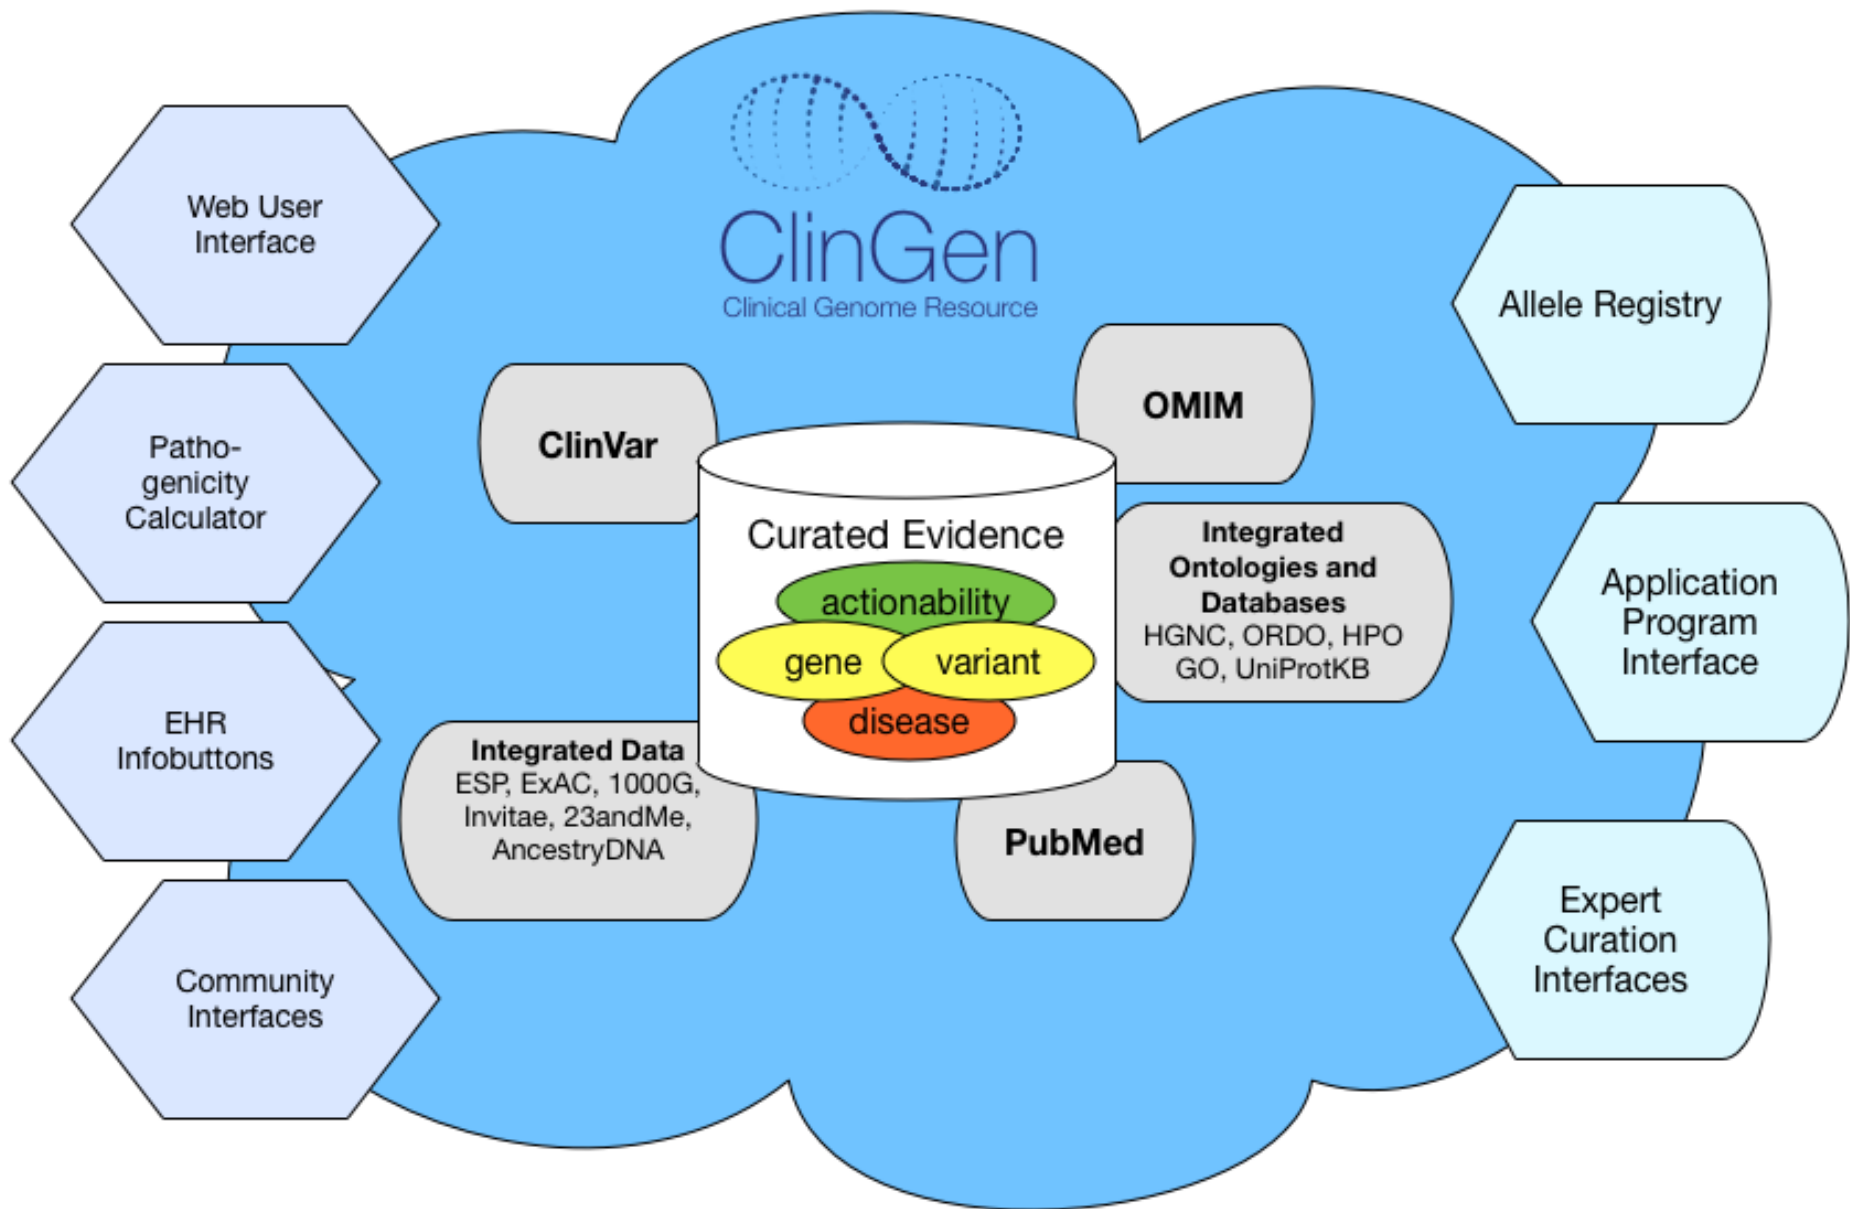 ClinGen
Clinical Genome Resource
Web User
Interface
Patho-
genicity
Calculator
EHR
Infobuttons
Community
Interfaces
ClinVar
OMIM
Curated Evidence
actionability
gene
variant
disease
Integrated
Ontologies and
Databases
HGNC, ORDO, HPO
GO, UniProtKB
Integrated Data
ESP, ExAC, 1000G,
Invitae, 23andMe,
AncestryDNA
PubMed
Allele Registry
Application
Program
Interface
Expert
Curation
Interfaces